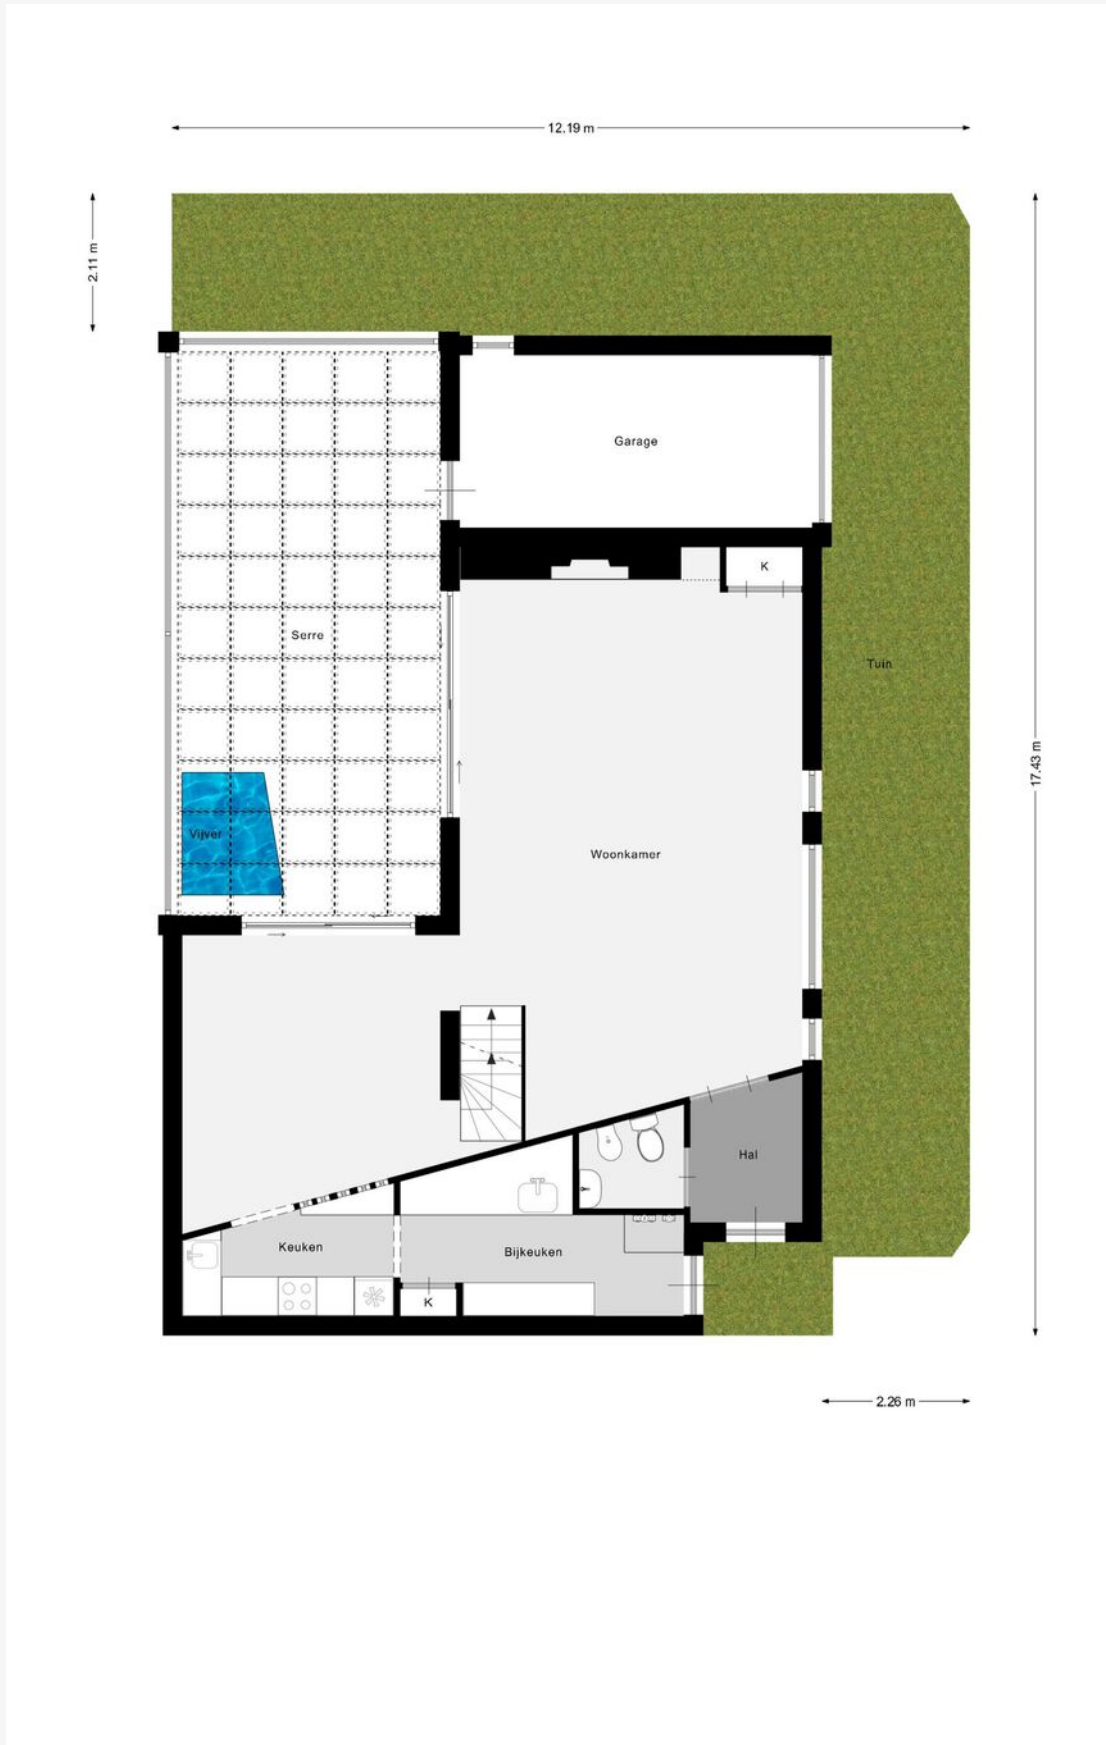 12.19 m
2.11 m
Garage
K
Serre
Tuin
17.43 m
Vijver
Woonkamer
Hal
Keuken
Bijkeuken
K
2.26 m